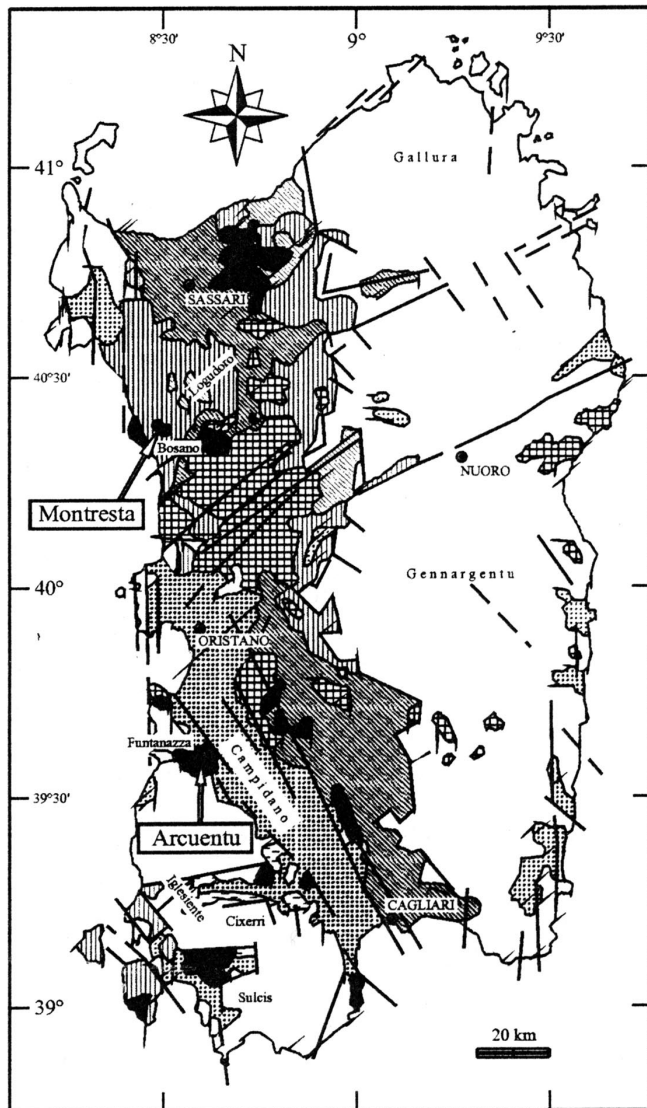 8°30'
9°
9°30'
N
41°
Gallura
SASSARI
40°30'
Logudoro
Bosano
NUORO
Montresta
40°
Gennargentu
ORISTANO
Funtanazza
Campidano
39°30'
Arcuentu
Iglesiente
CAGLIARI
Cixerri
Sulcis
39°
20 km